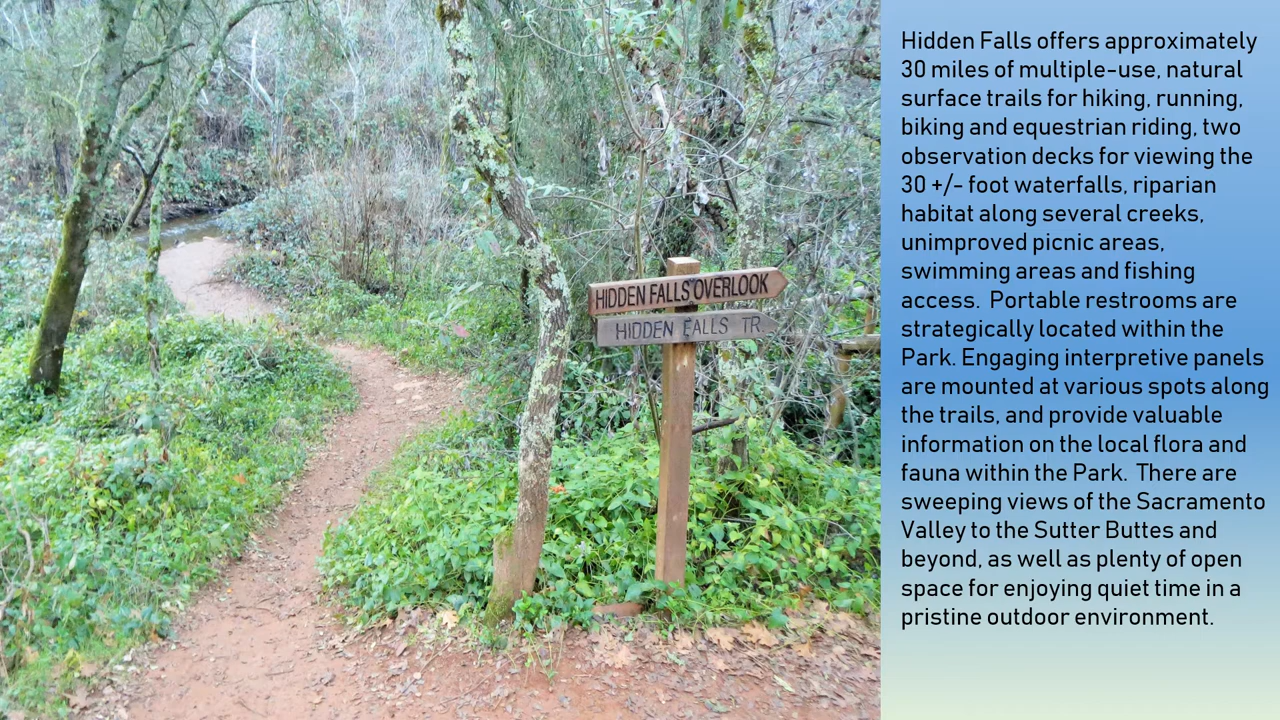 HIDDEN FALLS OVERLOOK
HIDDEN FALLS TR
Hidden Falls offers approximately
30 miles of multiple-use, natural
surface trails for hiking, running,
biking and equestrian riding, two
observation decks for viewing the
30 +/- foot waterfalls, riparian
habitat along several creeks,
unimproved picnic areas,
swimming areas and fishing
access.  Portable restrooms are
strategically located within the
Park. Engaging interpretive panels
are mounted at various spots along
the trails, and provide valuable
information on the local flora and
fauna within the Park.  There are
sweeping views of the Sacramento
Valley to the Sutter Buttes and
beyond, as well as plenty of open
space for enjoying quiet time in a
pristine outdoor environment.